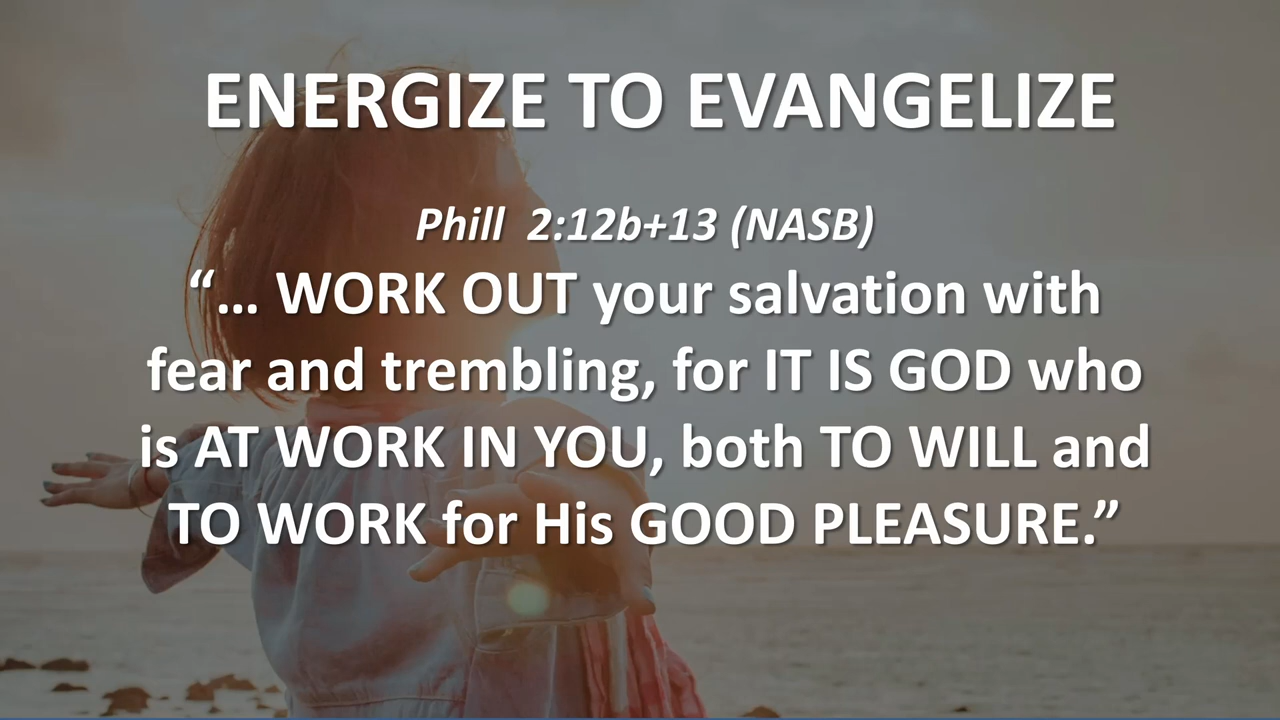 ENERGIZE TO EVANGELIZE
Phill  2:12b+13 (NASB)
“… WORK OUT your salvation with
fear and trembling, for IT IS GOD who
is AT WORK IN YOU, both TO WILL and
TO WORK for His GOOD PLEASURE.”